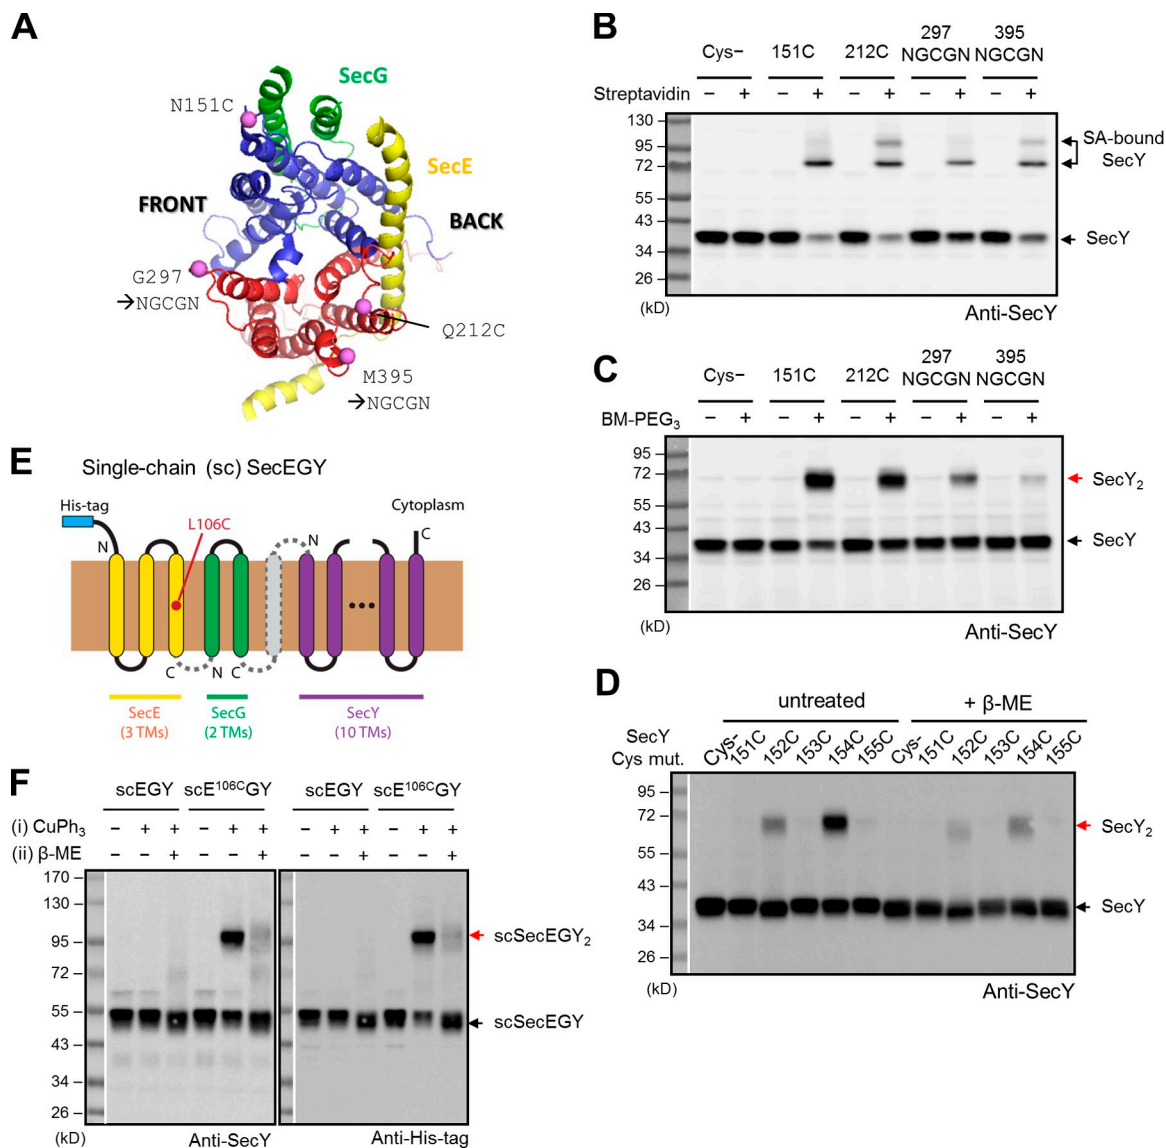 A
SecG
N151C
SecE
FRONT
BACK
G297
→NGCGN
Q212C
M395
→NGCGN
B
Cys–
151C
212C
297
NGCGN
395
NGCGN
Streptavidin
– + – + – + – + – +
130
95
72
55
43
34
26
(kD)
SA-bound
SecY
SecY
Anti-SecY
C
Cys–
151C
212C
297
NGCGN
395
NGCGN
BM-PEG₃
– + – + – + – + – +
95
72
55
43
34
26
(kD)
SecY₂
SecY
Anti-SecY
E
Single-chain (sc) SecEGY
His-tag
L106C
Cytoplasm
N
N
C
C
N
C
SecE
(3 TMs)
SecG
(2 TMs)
SecY
(10 TMs)
D
untreated
+ β-ME
SecY
Cys mut.
Cys- 151C 152C 153C 154C 155C Cys- 151C 152C 153C 154C 155C
95
72
55
43
34
26
(kD)
SecY₂
SecY
Anti-SecY
F
scEGY scE¹⁰⁶ᶜGY scEGY scE¹⁰⁶ᶜGY
(i) CuPh₃ – + + – + + – + + – + +
(ii) β-ME – – + – – + – – + – – +
170
130
95
72
55
43
34
26
(kD)
scSecEGY₂
scSecEGY
Anti-SecY
Anti-His-tag